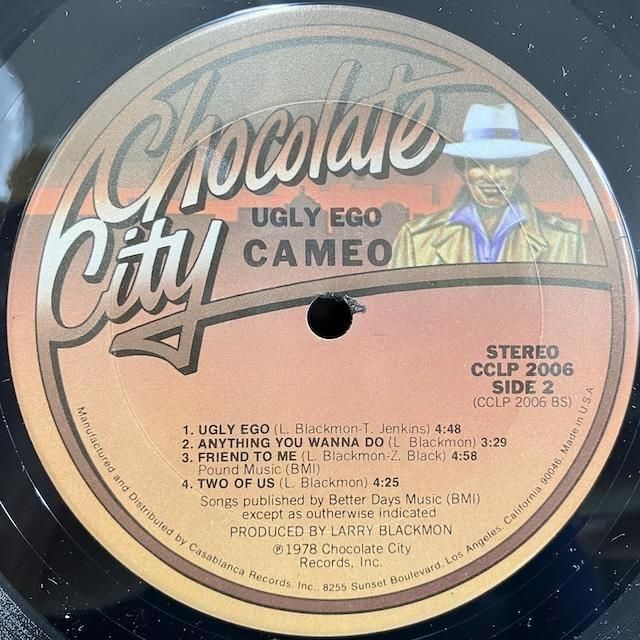 Chocolate
City
UGLY EGO
CAMEO
STEREO
CCLP 2006
SIDE 2
(CCLP 2006 BS)
1. UGLY EGO (L. Blackmon-T. Jenkins) 4:48
2. ANYTHING YOU WANNA DO (L Blackmon) 3:29
3. FRIEND TO ME (L. Blackmon-Z. Black) 4:58
Pound Music (BMI)
4. TWO OF US (L. Blackmon) 4:25
Songs published by Better Days Music (BMI)
except as outherwise indicated
PRODUCED BY LARRY BLACKMON
℗1978 Chocolate City
Records, Inc.
Manufactured and Distributed by Casablanca Records, Inc., 8255 Sunset Boulevard, Los Angeles, California 90046. Made in U.S.A.